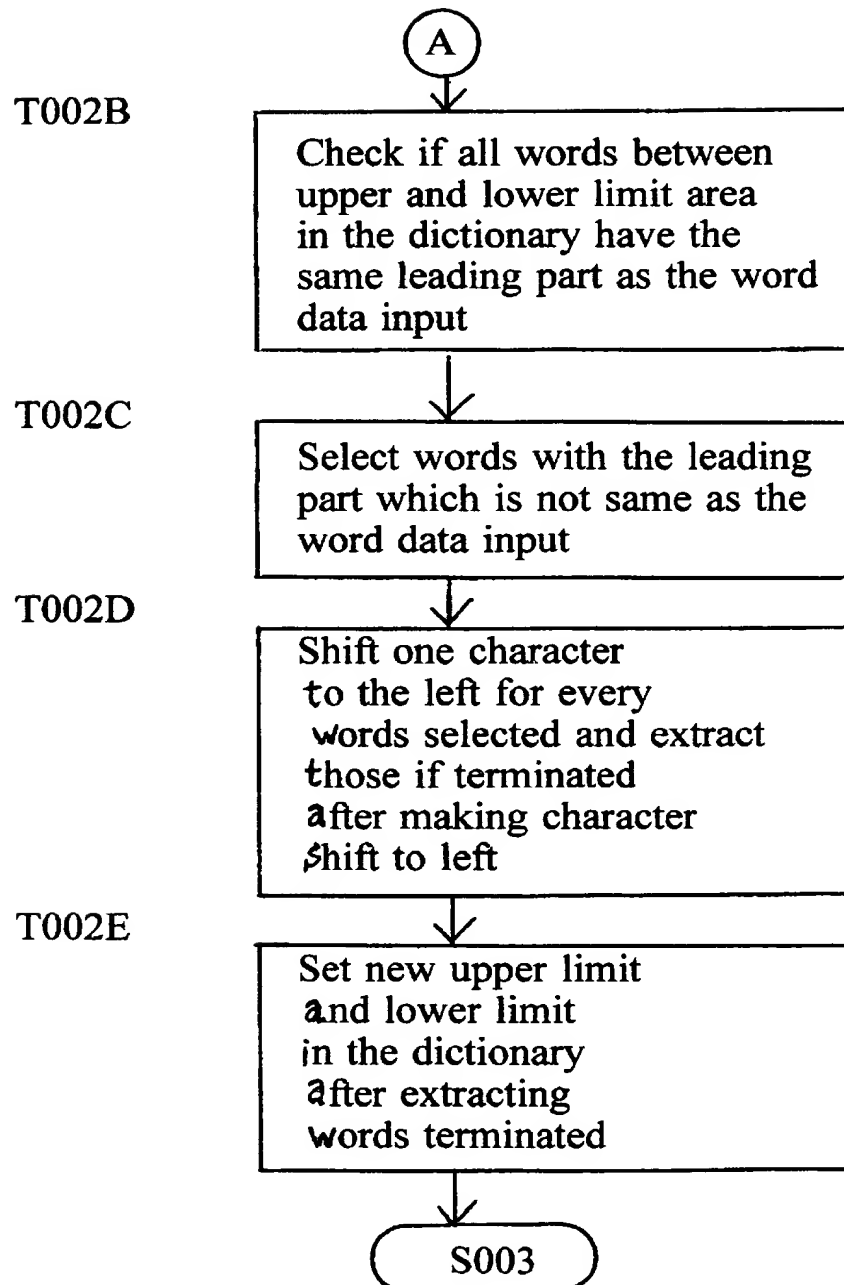 A
T002B
Check if all words between
upper and lower limit area
in the dictionary have the
same leading part as the word
data input
T002C
Select words with the leading
part which is not same as the
word data input
T002D
Shift one character
to the left for every
words selected and extract
those if terminated
after making character
shift to left
T002E
Set new upper limit
and lower limit
in the dictionary
after extracting
words terminated
S003